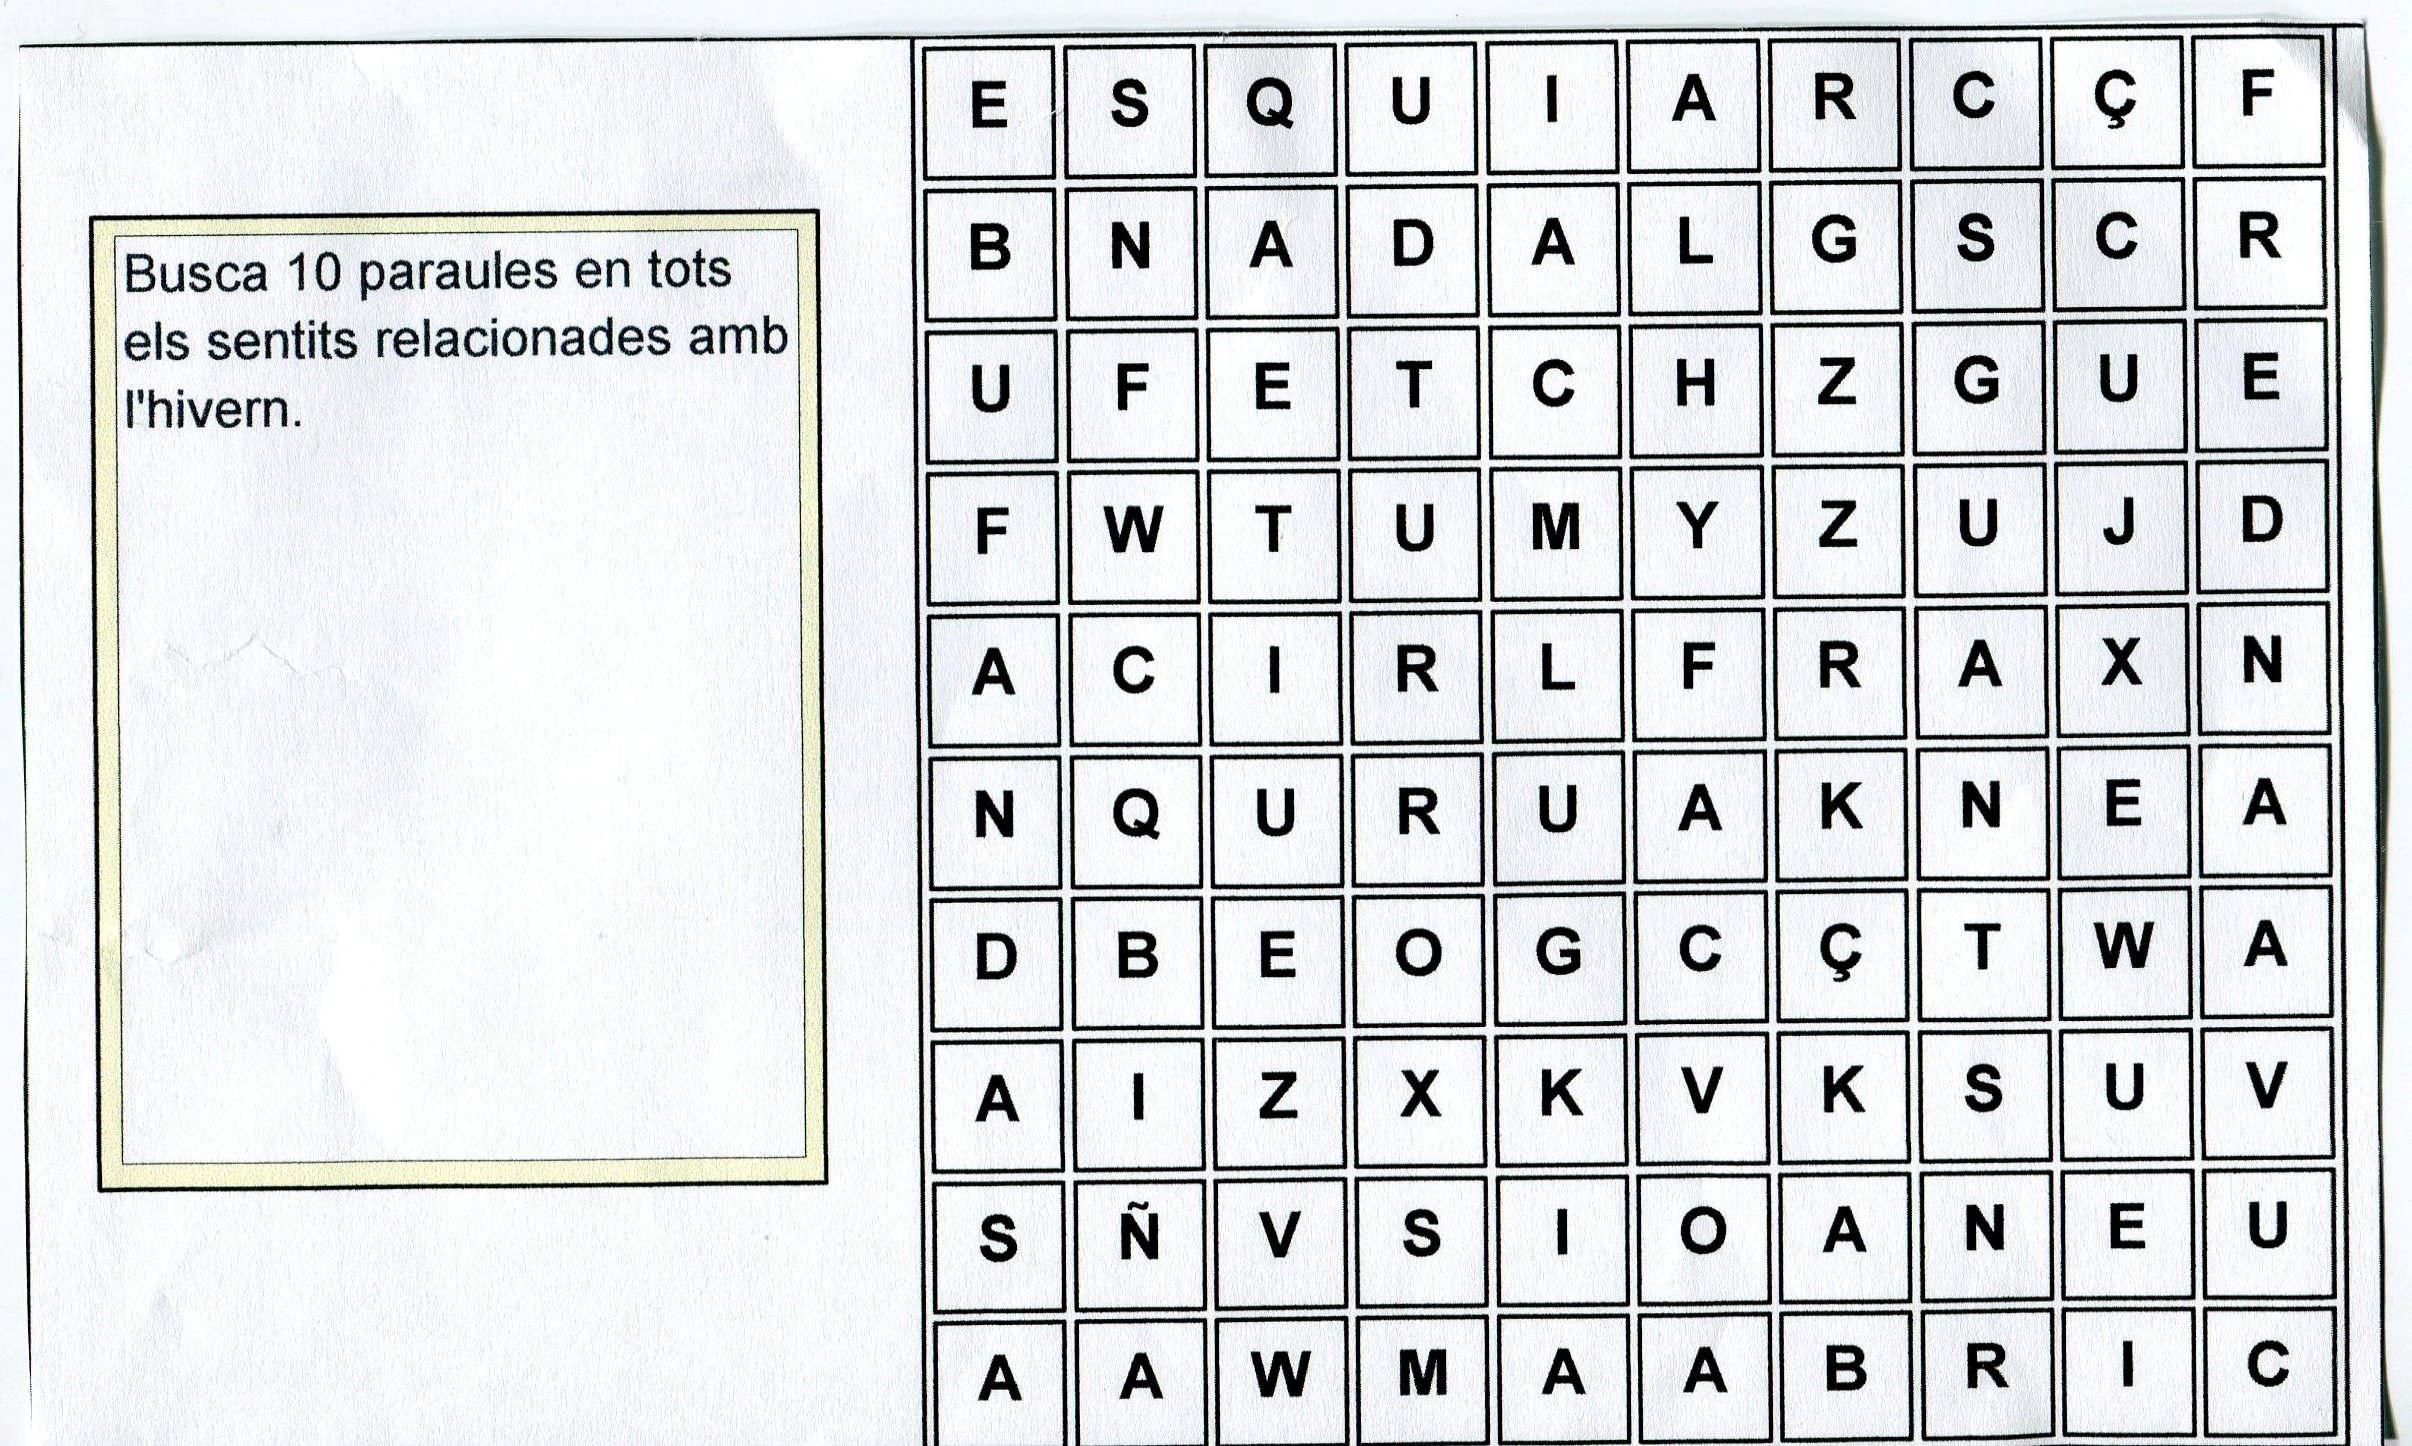 Busca 10 paraules en tots
els sentits relacionades amb
l'hivern.
E S Q U I A R C Ç F
B N A D A L G S C R
U F E T C H Z G U E
F W T U M Y Z U J D
A C I R L F R A X N
N Q U R U A K N E A
D B E O G C Ç T W A
A I Z X K V K S U V
S Ñ V S I O A N E U
A A W M A A B R I C